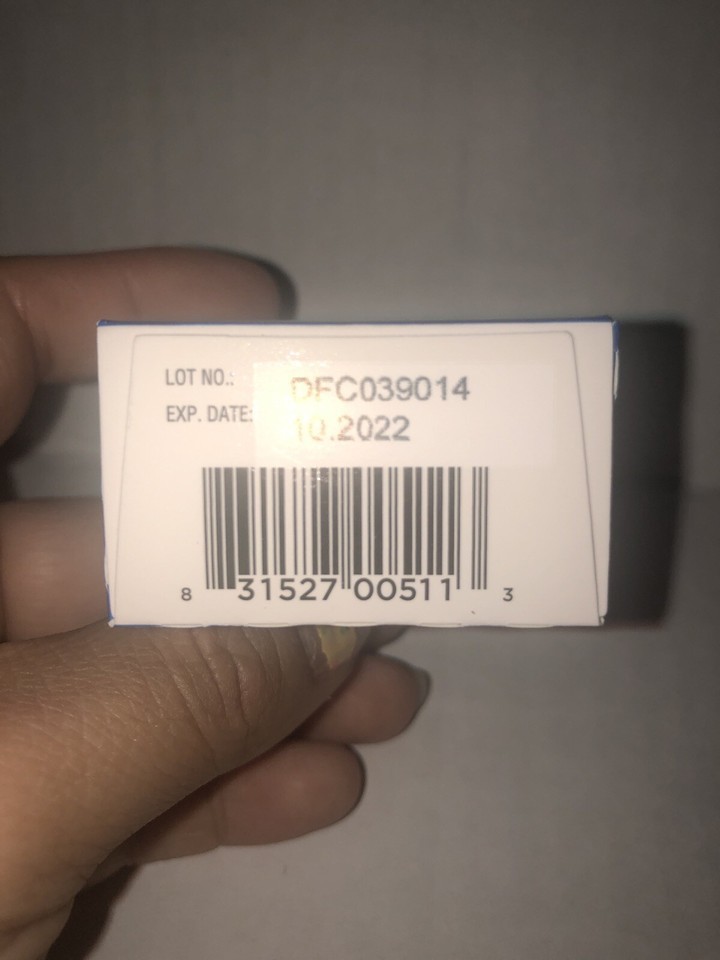 LOT NO.: DFC039014
EXP. DATE: 10.2022
8 31527 00511 3